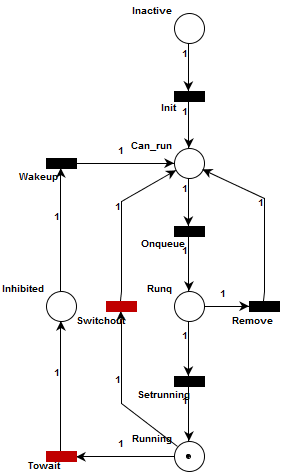 Inactive
1
Init
1
Can_run
1
Wakeup
1
1
1
Onqueue
1
1
Inhibited
Runq
1
Switchout
Remove
1
1
1
Setrunning
1
Running
1
Towait